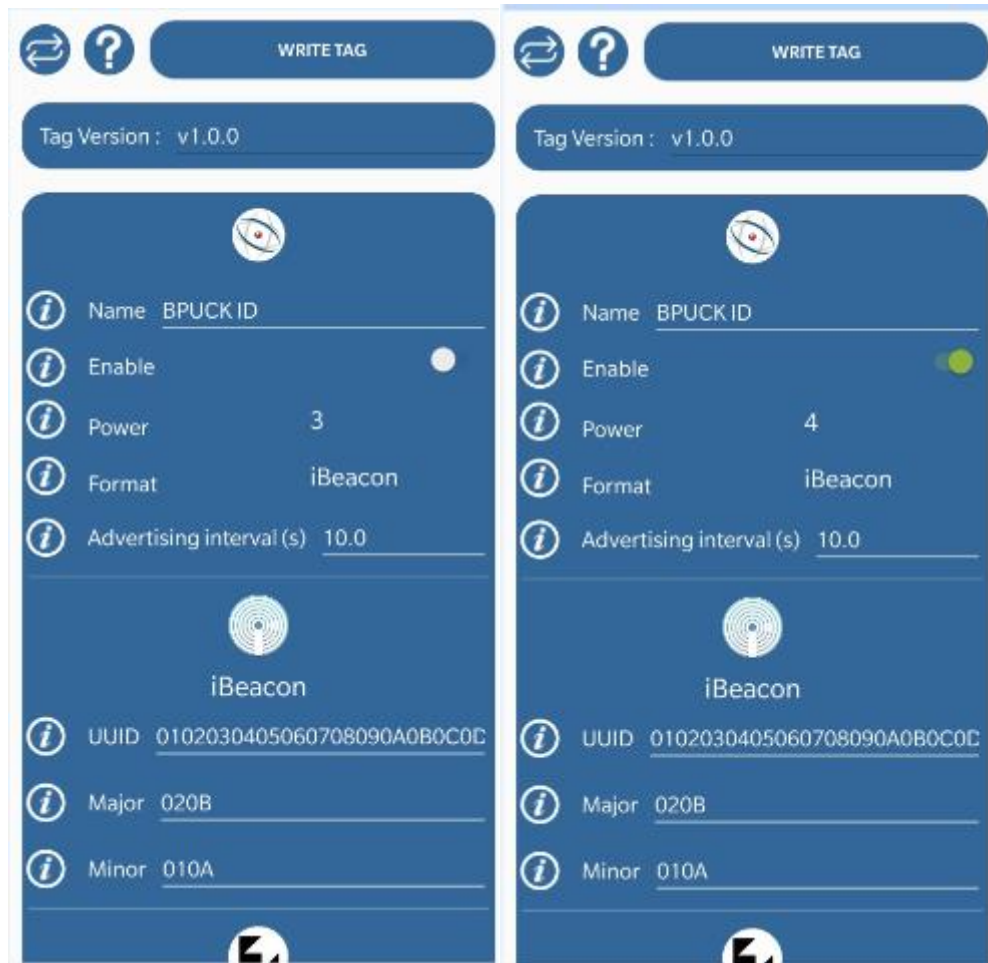 WRITE TAG
Tag Version : v1.0.0
Name BPUCK ID
Enable
Power 3
Format iBeacon
Advertising interval (s) 10.0
iBeacon
UUID 0102030405060708090A0B0C0D
Major 020B
Minor 010A
WRITE TAG
Tag Version : v1.0.0
Name BPUCK ID
Enable
Power 4
Format iBeacon
Advertising interval (s) 10.0
iBeacon
UUID 0102030405060708090A0B0C0D
Major 020B
Minor 010A